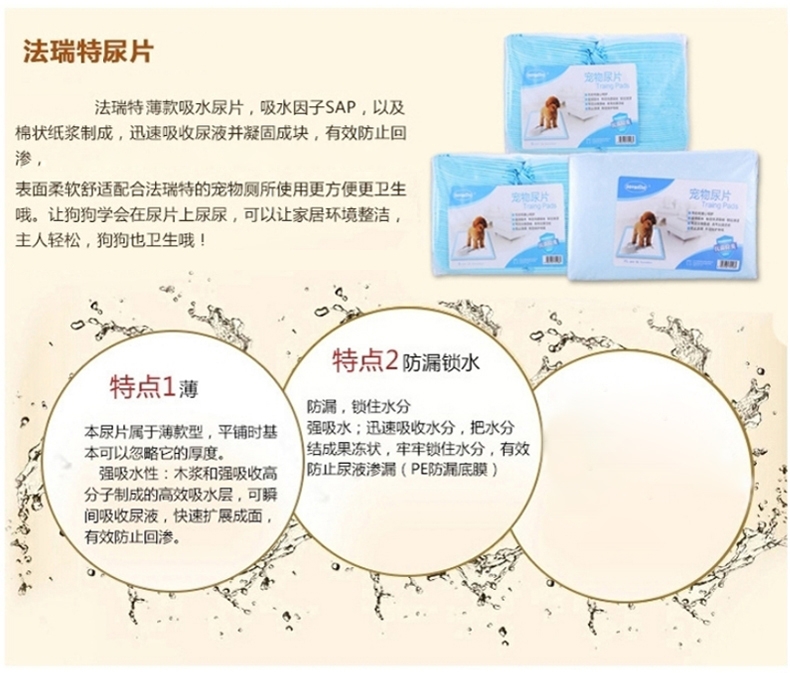 法瑞特尿片
法瑞特薄款吸水尿片，吸水因子SAP，以及
棉状纸浆制成，迅速吸收尿液并凝固成块，有效防止回
渗，
表面柔软舒适配合法瑞特的宠物厕所使用更方便更卫生
哦。让狗狗学会在尿片上尿尿，可以让家居环境整洁，
主人轻松，狗狗也卫生哦！
宠物尿片
Traing Pads
宠物尿片
Traing Pads
宠物尿片
Traing Pads
特点1薄
本尿片属于薄款型，平铺时基
本可以忽略它的厚度。
强吸水性：木浆和强吸收高
分子制成的高效吸水层，可瞬
间吸收尿液，快速扩展成面，
有效防止回渗。
特点2防漏锁水
防漏，锁住水分
强吸水；迅速吸收水分，把水分
结成果冻状，牢牢锁住水分，有效
防止尿液渗漏（PE防漏底膜）